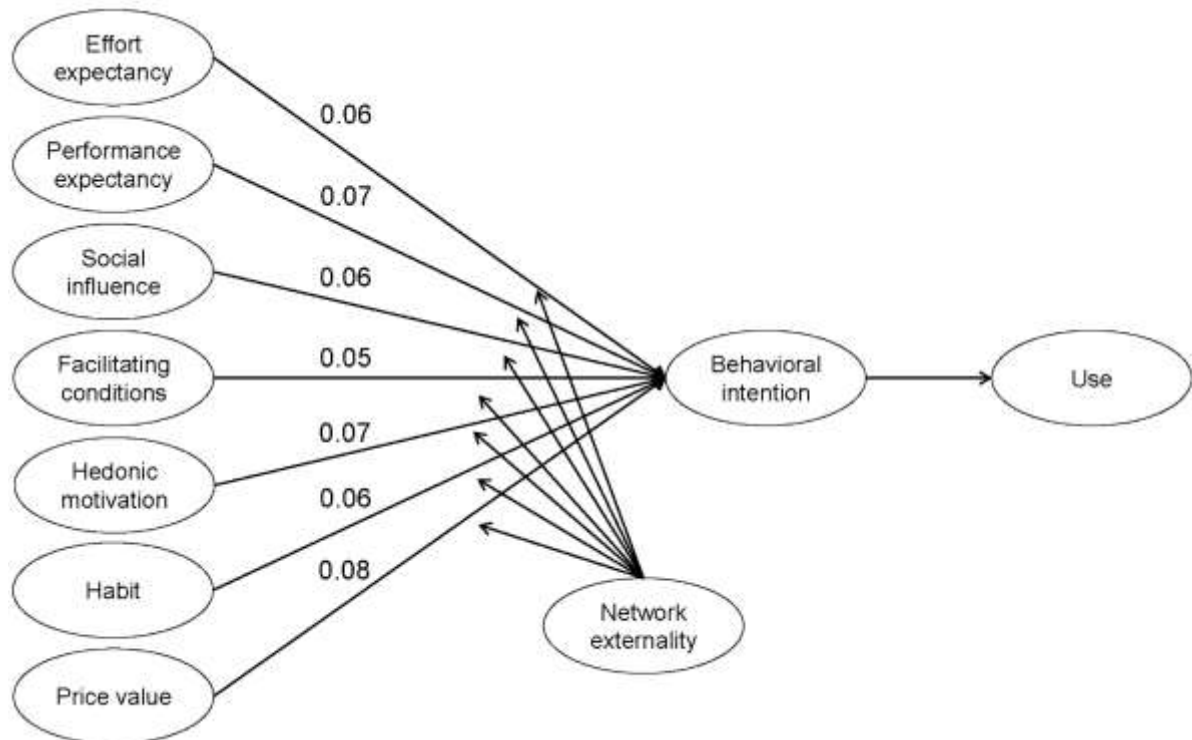 Effort
expectancy
0.06
Performance
expectancy
0.07
Social
influence
0.06
Facilitating
conditions
0.05
Behavioral
intention
Use
Hedonic
motivation
0.07
Habit
0.06
Network
externality
Price value
0.08